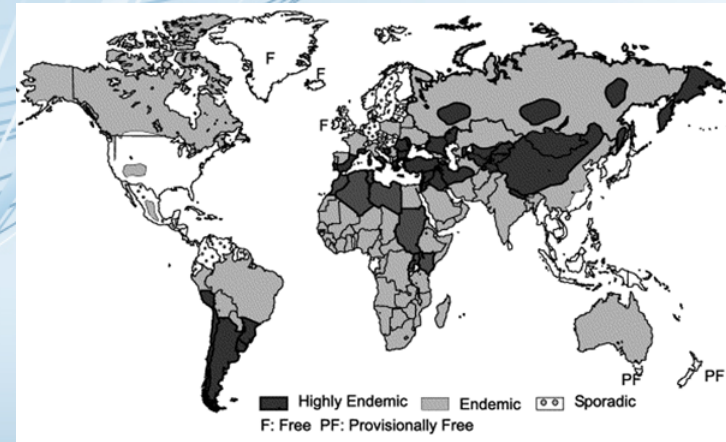 F
F
F
PF
PF
Highly Endemic Endemic Sporadic
F: Free PF: Provisionally Free